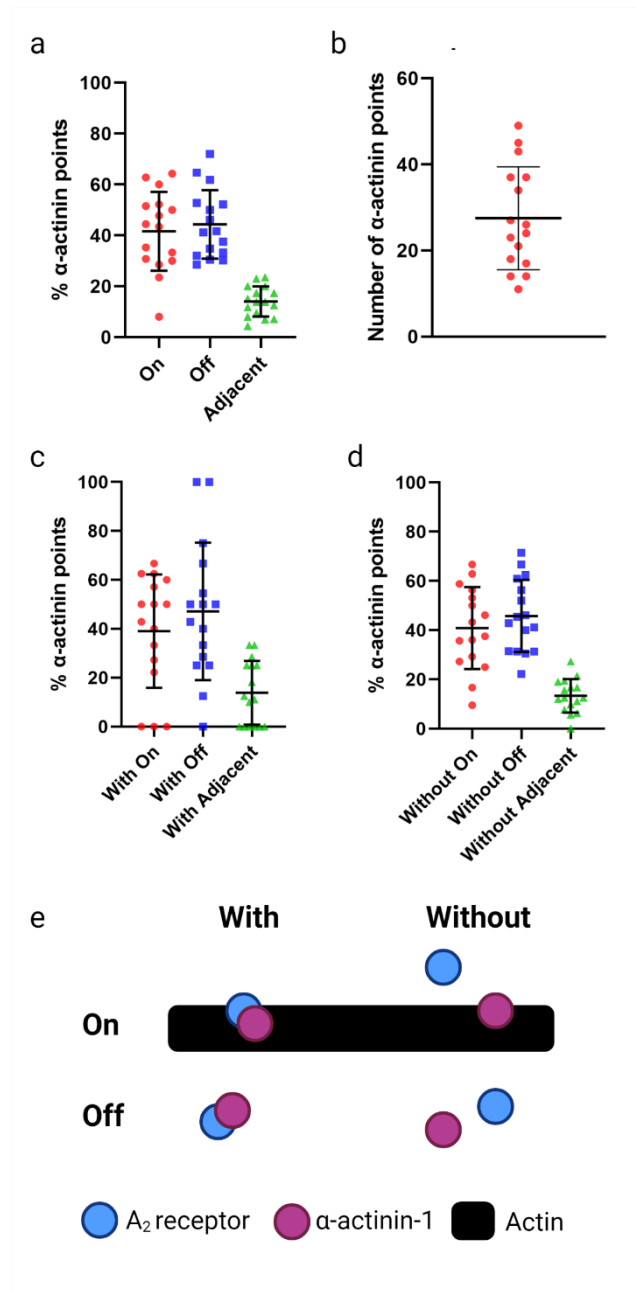 a
% α-actinin points
100
80
60
40
20
0
On
Off
Adjacent
b
Number of α-actinin points
60
40
20
0
c
% α-actinin points
100
80
60
40
20
0
With On
With Off
With Adjacent
d
% α-actinin points
100
80
60
40
20
0
Without On
Without Off
Without Adjacent
e
With
Without
On
Off
A₂ receptor
α-actinin-1
Actin